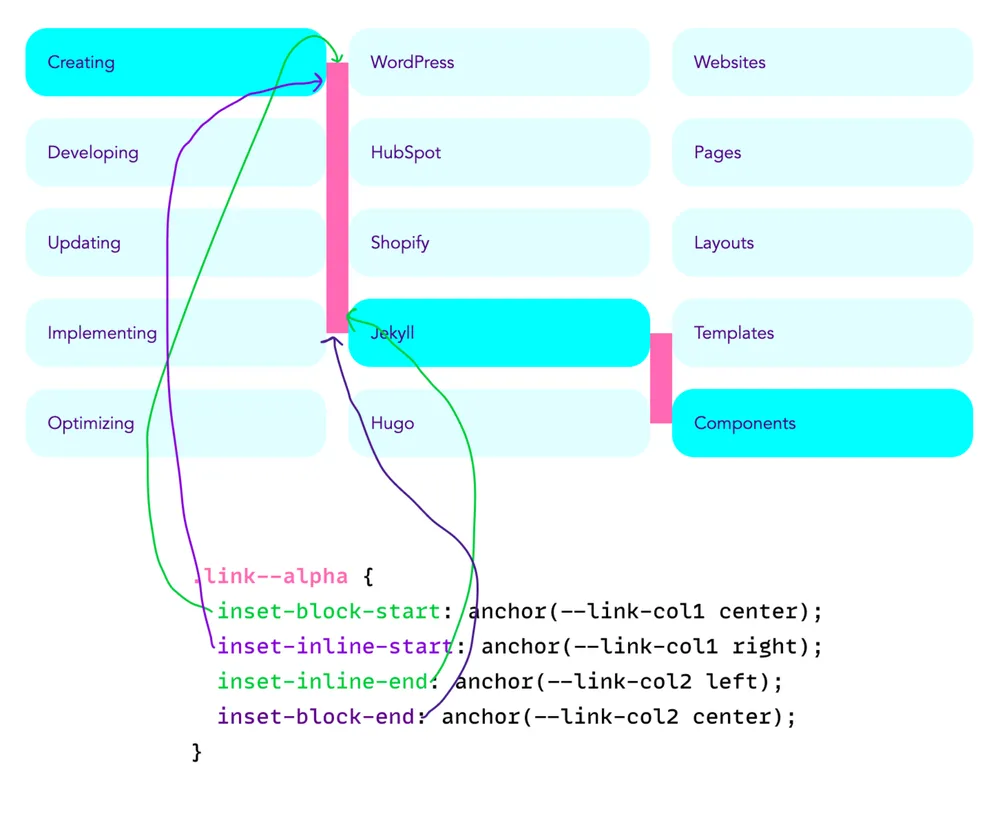 Creating WordPress Websites
Developing HubSpot Pages
Updating Shopify Layouts
Implementing Jekyll Templates
Optimizing Hugo Components
.link--alpha {
inset-block-start: anchor(--link-col1 center);
inset-inline-start: anchor(--link-col1 right);
inset-inline-end: anchor(--link-col2 left);
inset-block-end: anchor(--link-col2 center);
}